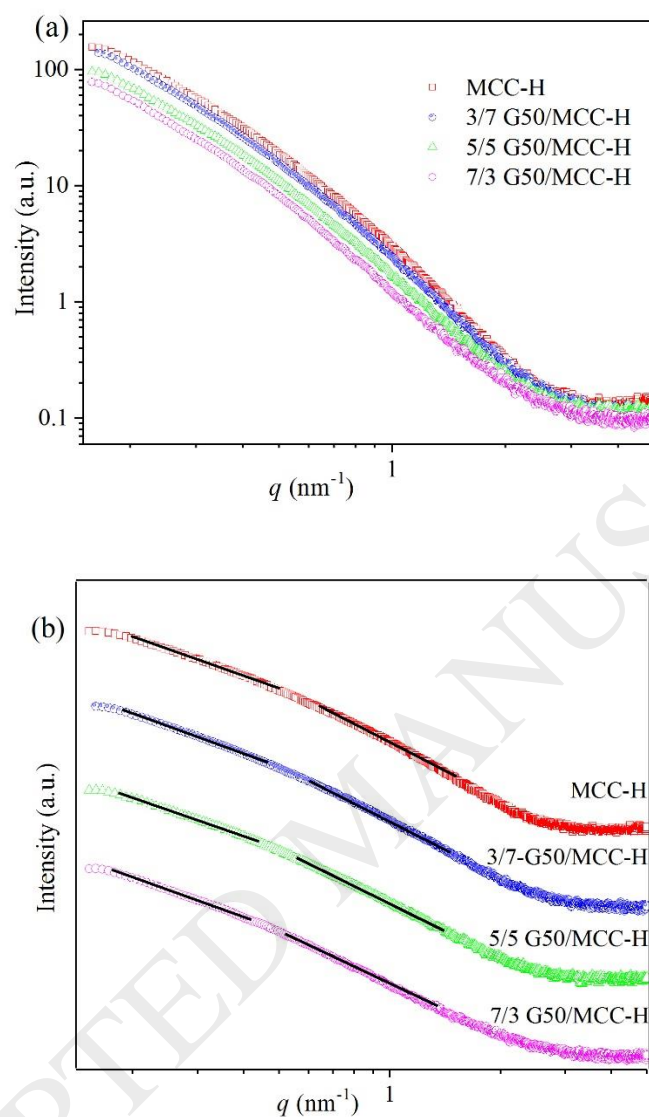 (a)
100
10
1
0.1
Intensity (a.u.)
MCC-H
3/7 G50/MCC-H
5/5 G50/MCC-H
7/3 G50/MCC-H
1
q (nm⁻¹)
(b)
Intensity (a.u.)
MCC-H
3/7-G50/MCC-H
5/5 G50/MCC-H
7/3 G50/MCC-H
1
q (nm⁻¹)
PTED MANUS